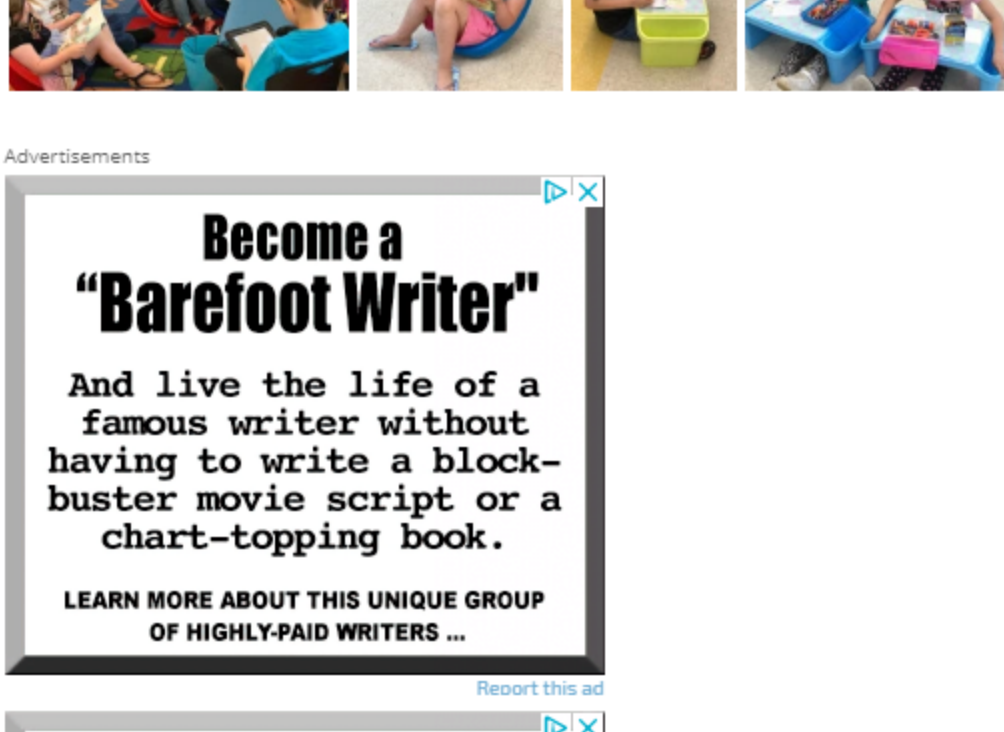 Advertisements
Become a
“Barefoot Writer"
And live the life of a
famous writer without
having to write a block-
buster movie script or a
chart-topping book.
LEARN MORE ABOUT THIS UNIQUE GROUP
OF HIGHLY-PAID WRITERS ...
Report this ad